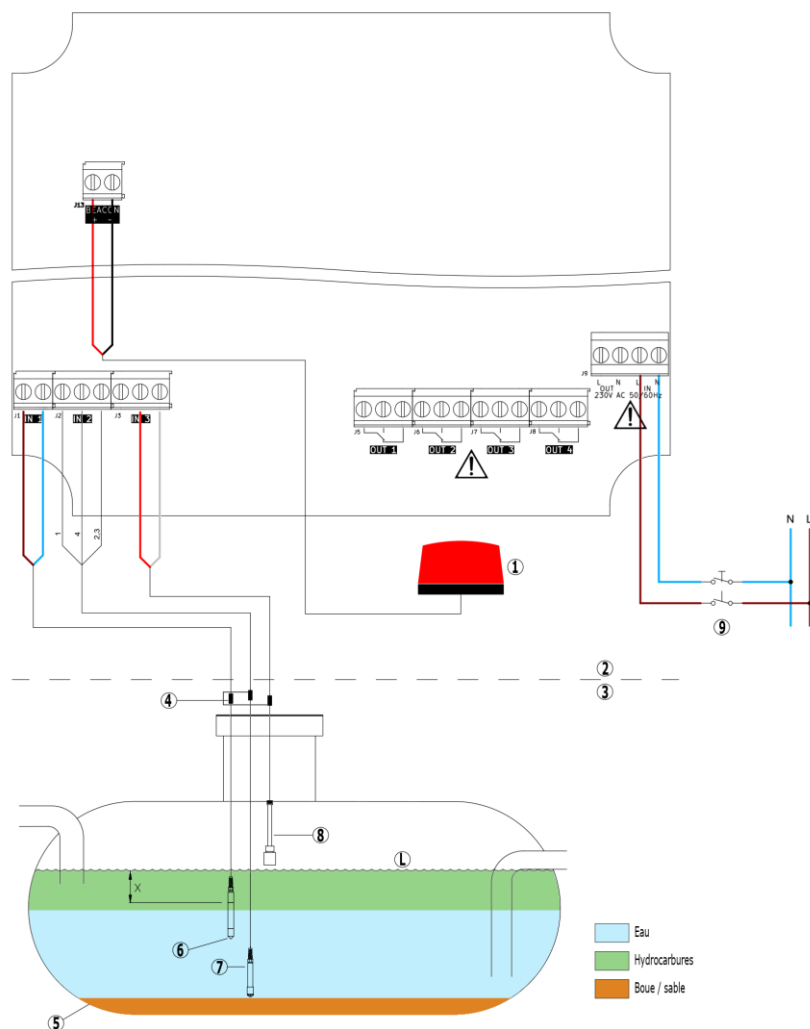 J13
BEACON
+ -
J1 IN 1 J2 IN 2 J3 IN 3
1 4 2,3
J5 OUT 1 J6 OUT 2 J7 OUT 3 J8 OUT 4
J9
L N L N
OUT IN
230V AC 50/60Hz
N L
1
9
2
3
4
8
L
X
6
7
5
Eau
Hydrocarbures
Boue / sable